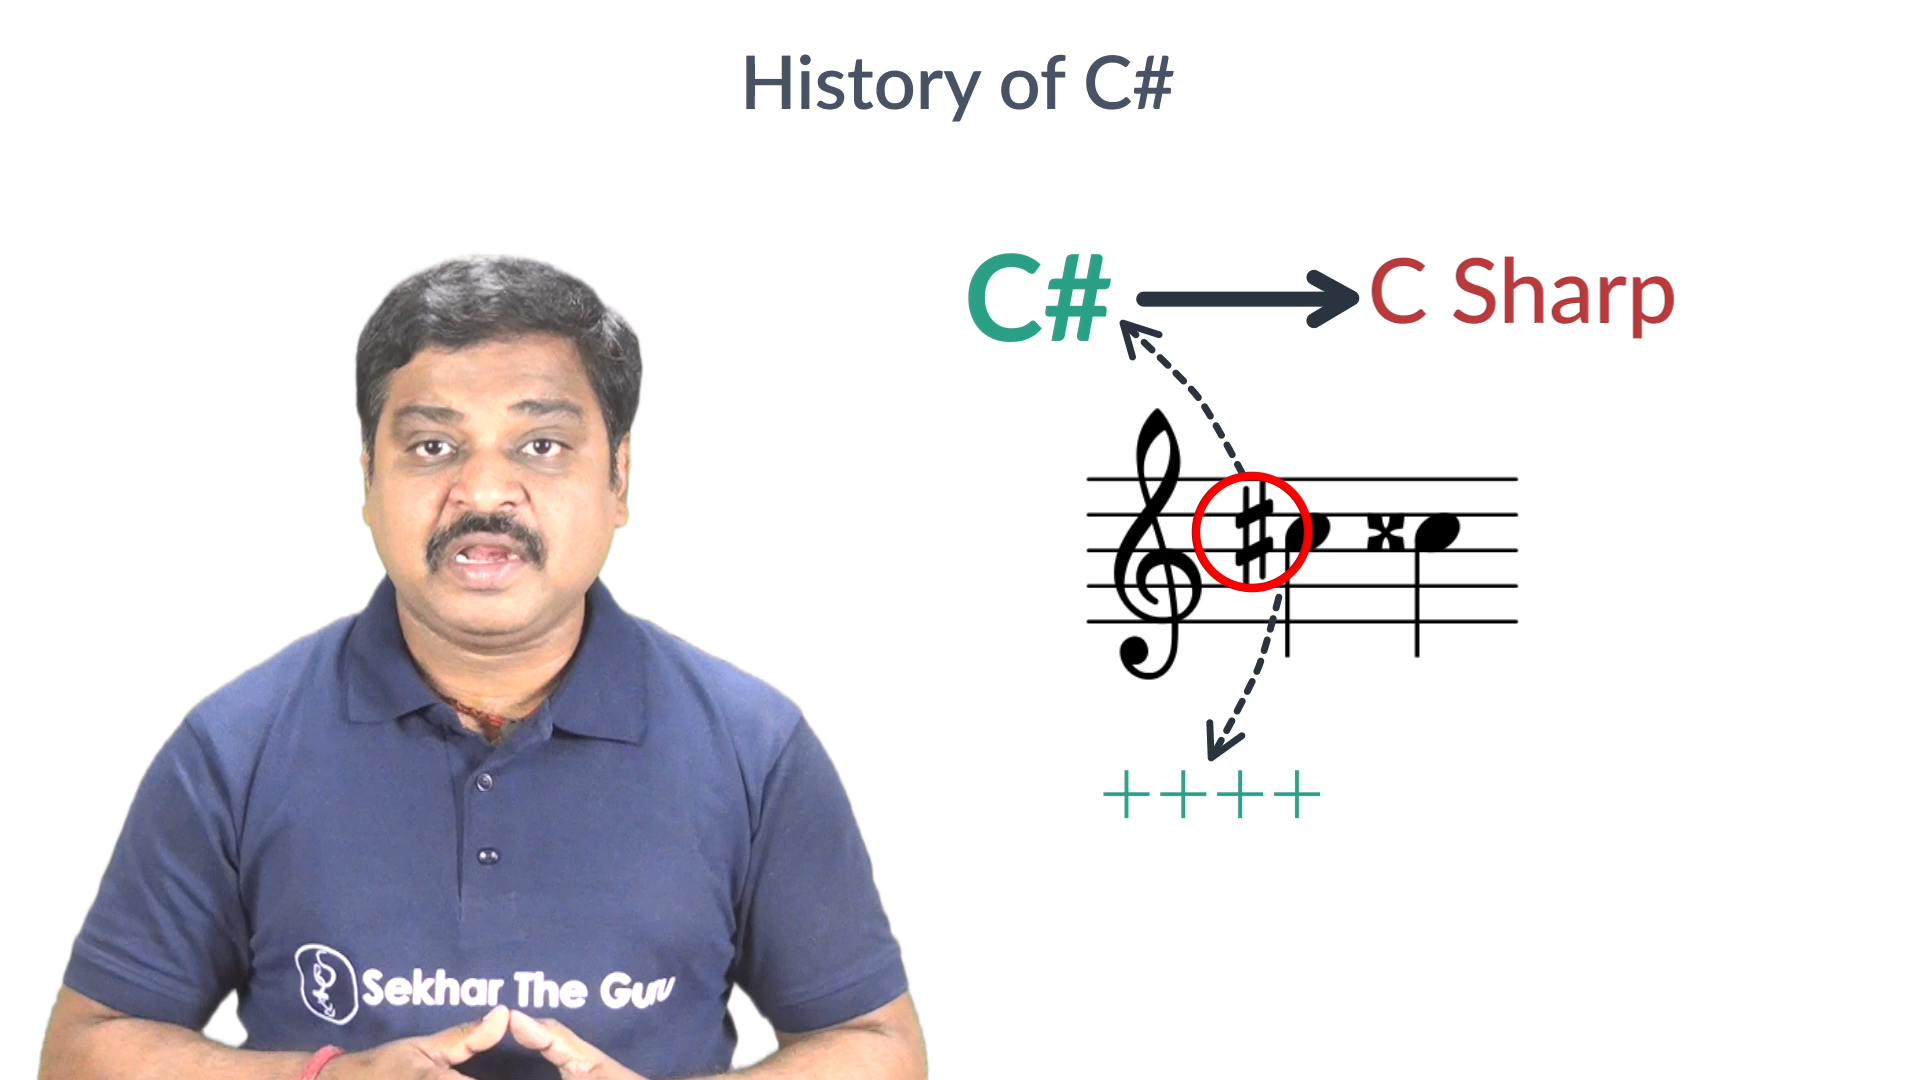 History of C#
C# C Sharp
++++
Sekhar The Guru